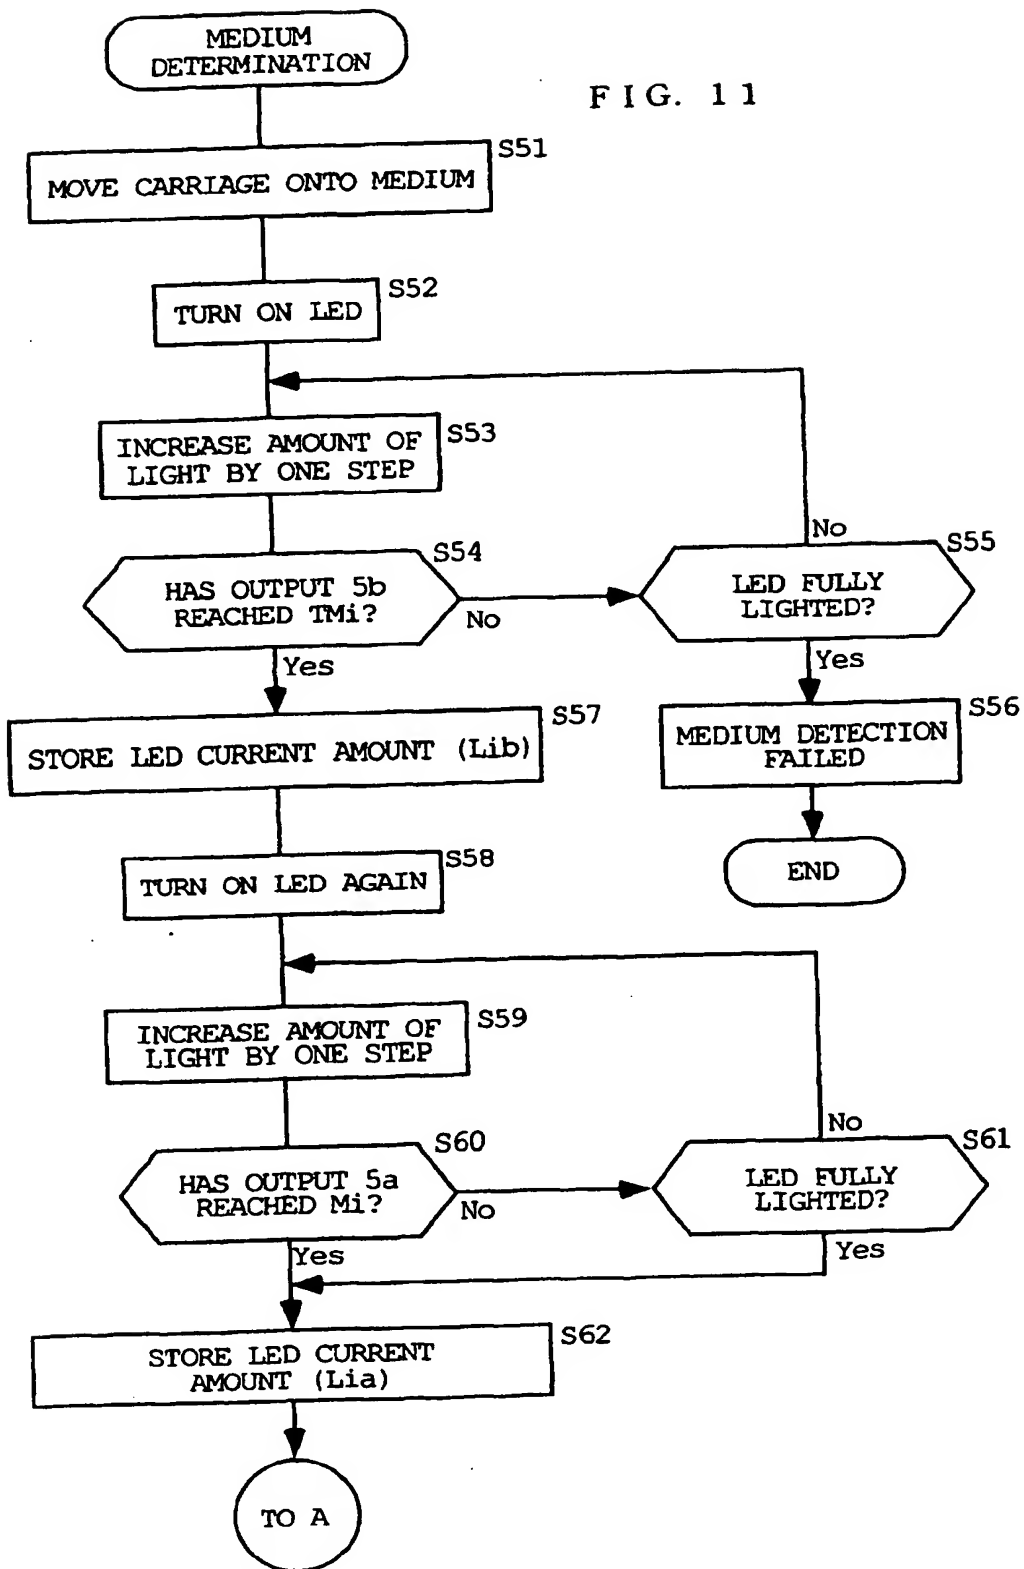 MEDIUM
DETERMINATION
F I G. 1 1
S51
MOVE CARRIAGE ONTO MEDIUM
S52
TURN ON LED
S53
INCREASE AMOUNT OF
LIGHT BY ONE STEP
No
S54
HAS OUTPUT 5b
REACHED TMi?
No
Yes
S55
LED FULLY
LIGHTED?
Yes
S56
MEDIUM DETECTION
FAILED
END
S57
STORE LED CURRENT AMOUNT (Lib)
S58
TURN ON LED AGAIN
S59
INCREASE AMOUNT OF
LIGHT BY ONE STEP
No
S60
HAS OUTPUT 5a
REACHED Mi?
No
Yes
S61
LED FULLY
LIGHTED?
Yes
S62
STORE LED CURRENT
AMOUNT (Lia)
TO A